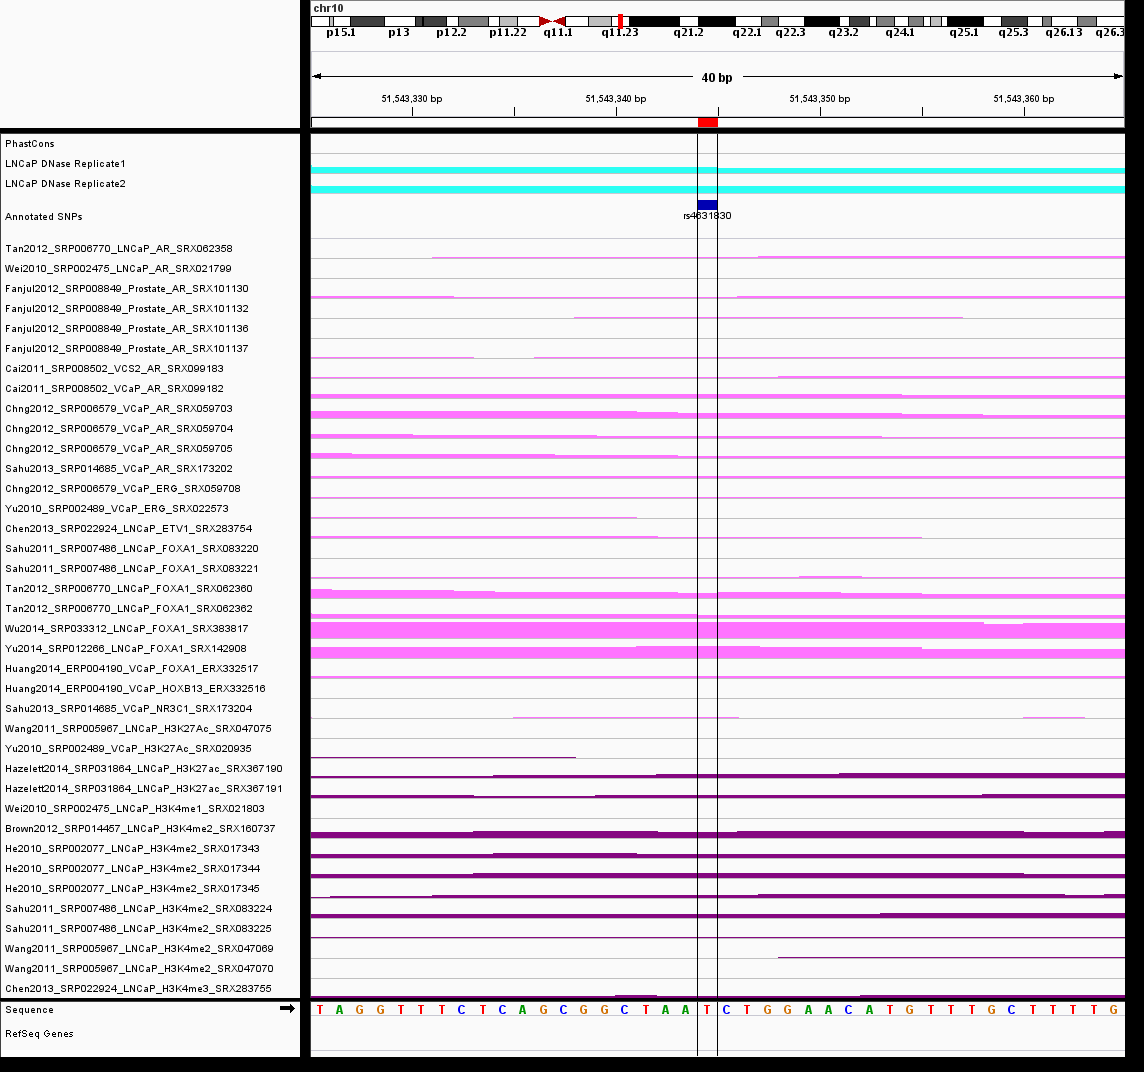 chr10
p15.1 p13 p12.2 p11.22 q11.1 q11.23 q21.2 q22.1 q22.3 q23.2 q24.1 q25.1 q25.3 q26.13 q26.3
40 bp
51,543,330 bp 51,543,340 bp 51,543,350 bp 51,543,360 bp
PhastCons
LNCaP DNase Replicate1
LNCaP DNase Replicate2
Annotated SNPs rs4631830
Tan2012_SRP006770_LNCaP_AR_SRX062358
Wei2010_SRP002475_LNCaP_AR_SRX021799
Fanjul2012_SRP008849_Prostate_AR_SRX101130
Fanjul2012_SRP008849_Prostate_AR_SRX101132
Fanjul2012_SRP008849_Prostate_AR_SRX101136
Fanjul2012_SRP008849_Prostate_AR_SRX101137
Cai2011_SRP008502_VCS2_AR_SRX099183
Cai2011_SRP008502_VCaP_AR_SRX099182
Chng2012_SRP006579_VCaP_AR_SRX059703
Chng2012_SRP006579_VCaP_AR_SRX059704
Chng2012_SRP006579_VCaP_AR_SRX059705
Sahu2013_SRP014685_VCaP_AR_SRX173202
Chng2012_SRP006579_VCaP_ERG_SRX059708
Yu2010_SRP002489_VCaP_ERG_SRX022573
Chen2013_SRP022924_LNCaP_ETV1_SRX283754
Sahu2011_SRP007486_LNCaP_FOXA1_SRX083220
Sahu2011_SRP007486_LNCaP_FOXA1_SRX083221
Tan2012_SRP006770_LNCaP_FOXA1_SRX062360
Tan2012_SRP006770_LNCaP_FOXA1_SRX062362
Wu2014_SRP033312_LNCaP_FOXA1_SRX383817
Yu2014_SRP012266_LNCaP_FOXA1_SRX142908
Huang2014_ERP004190_VCaP_FOXA1_ERX332517
Huang2014_ERP004190_VCaP_HOXB13_ERX332516
Sahu2013_SRP014685_VCaP_NR3C1_SRX173204
Wang2011_SRP005967_LNCaP_H3K27Ac_SRX047075
Yu2010_SRP002489_VCaP_H3K27Ac_SRX020935
Hazelett2014_SRP031864_LNCaP_H3K27ac_SRX367190
Hazelett2014_SRP031864_LNCaP_H3K27ac_SRX367191
Wei2010_SRP002475_LNCaP_H3K4me1_SRX021803
Brown2012_SRP014457_LNCaP_H3K4me2_SRX160737
He2010_SRP002077_LNCaP_H3K4me2_SRX017343
He2010_SRP002077_LNCaP_H3K4me2_SRX017344
He2010_SRP002077_LNCaP_H3K4me2_SRX017345
Sahu2011_SRP007486_LNCaP_H3K4me2_SRX083224
Sahu2011_SRP007486_LNCaP_H3K4me2_SRX083225
Wang2011_SRP005967_LNCaP_H3K4me2_SRX047069
Wang2011_SRP005967_LNCaP_H3K4me2_SRX047070
Chen2013_SRP022924_LNCaP_H3K4me3_SRX283755
Sequence T A G G T T T C T C A G C G G C T A A T C T G G A A C A T G T T T G C T T T T G
RefSeq Genes